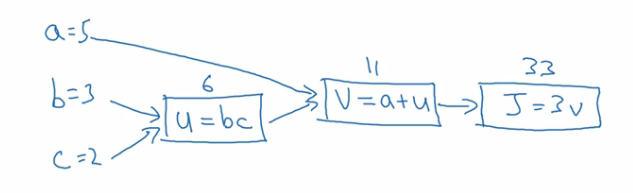 a=5
11
33
b=3
6
V=a+u
J=3v
u=bc
c=2